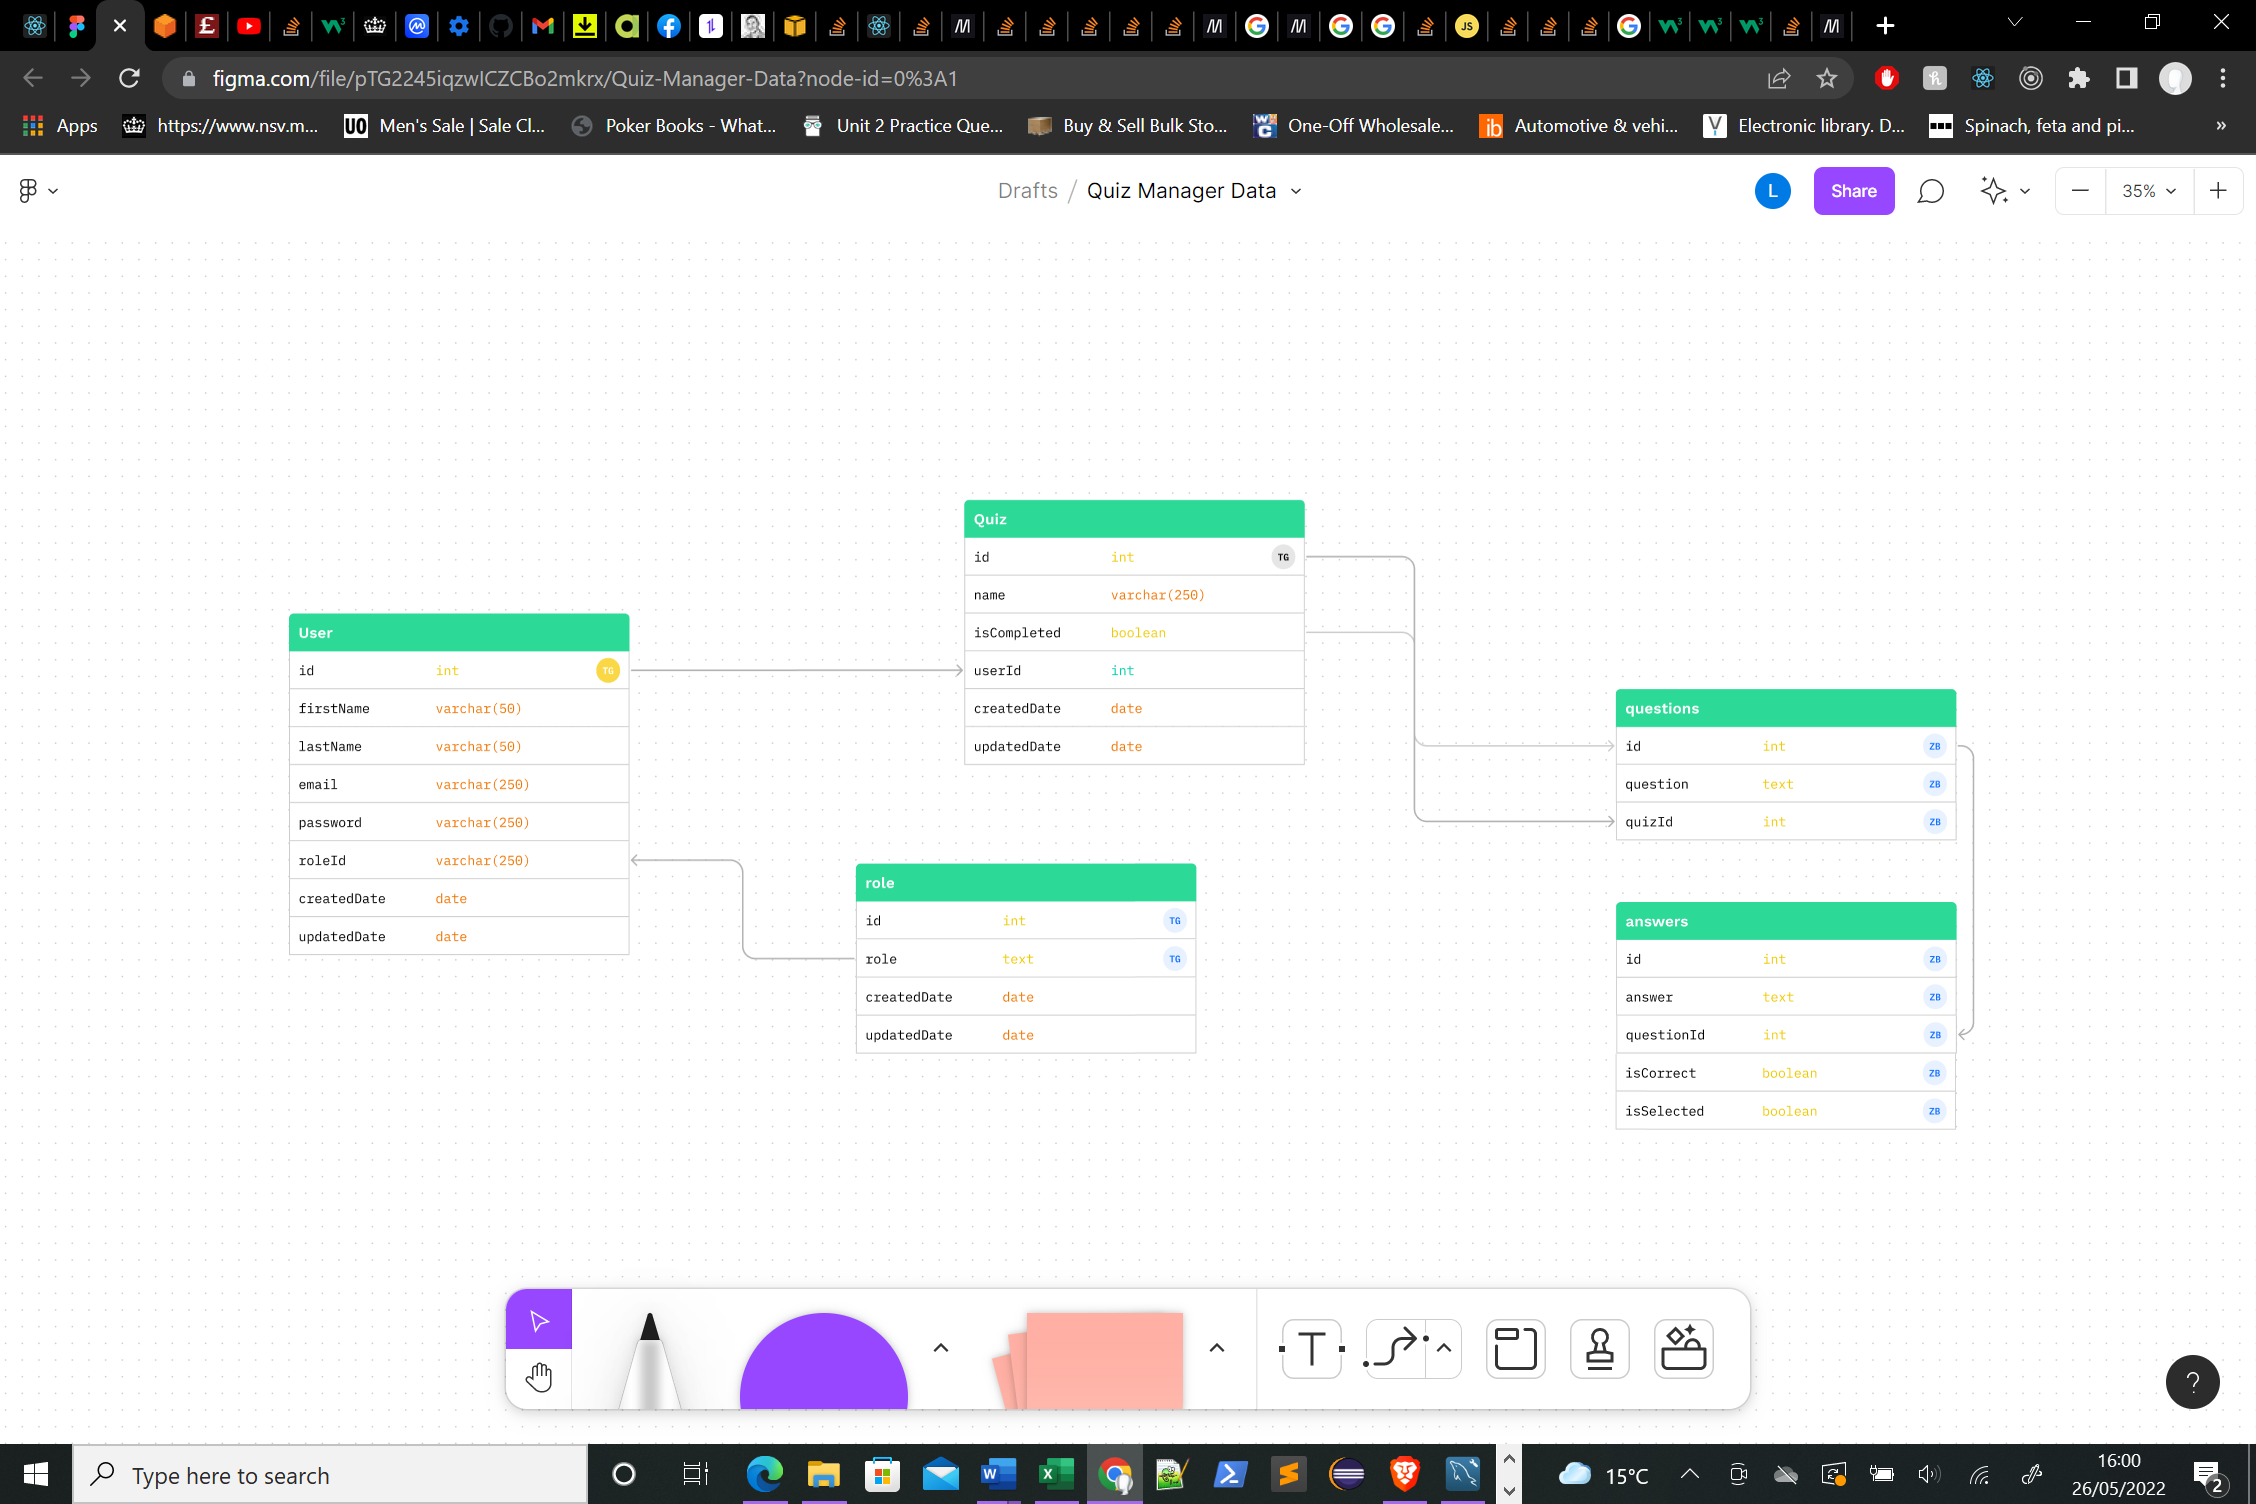 figma.com/file/pTG2245iqzwICZCBo2mkrx/Quiz-Manager-Data?node-id=0%3A1
Apps https://www.nsv.m... UO Men's Sale | Sale Cl... Poker Books - What... Unit 2 Practice Que... Buy & Sell Bulk Sto... WC One-Off Wholesale... ib Automotive & vehi... Electronic library. D... Spinach, feta and pi... »
Drafts / Quiz Manager Data L Share 35%
Quiz
id int TG
name varchar(250)
isCompleted boolean
userId int
createdDate date
updatedDate date
User
id int TG
firstName varchar(50)
lastName varchar(50)
email varchar(250)
password varchar(250)
roleId varchar(250)
createdDate date
updatedDate date
questions
id int ZB
question text ZB
quizId int ZB
role
id int TG
role text TG
createdDate date
updatedDate date
answers
id int ZB
answer text ZB
questionId int ZB
isCorrect boolean ZB
isSelected boolean ZB
T
?
Type here to search
15°C
16:00
26/05/2022
2